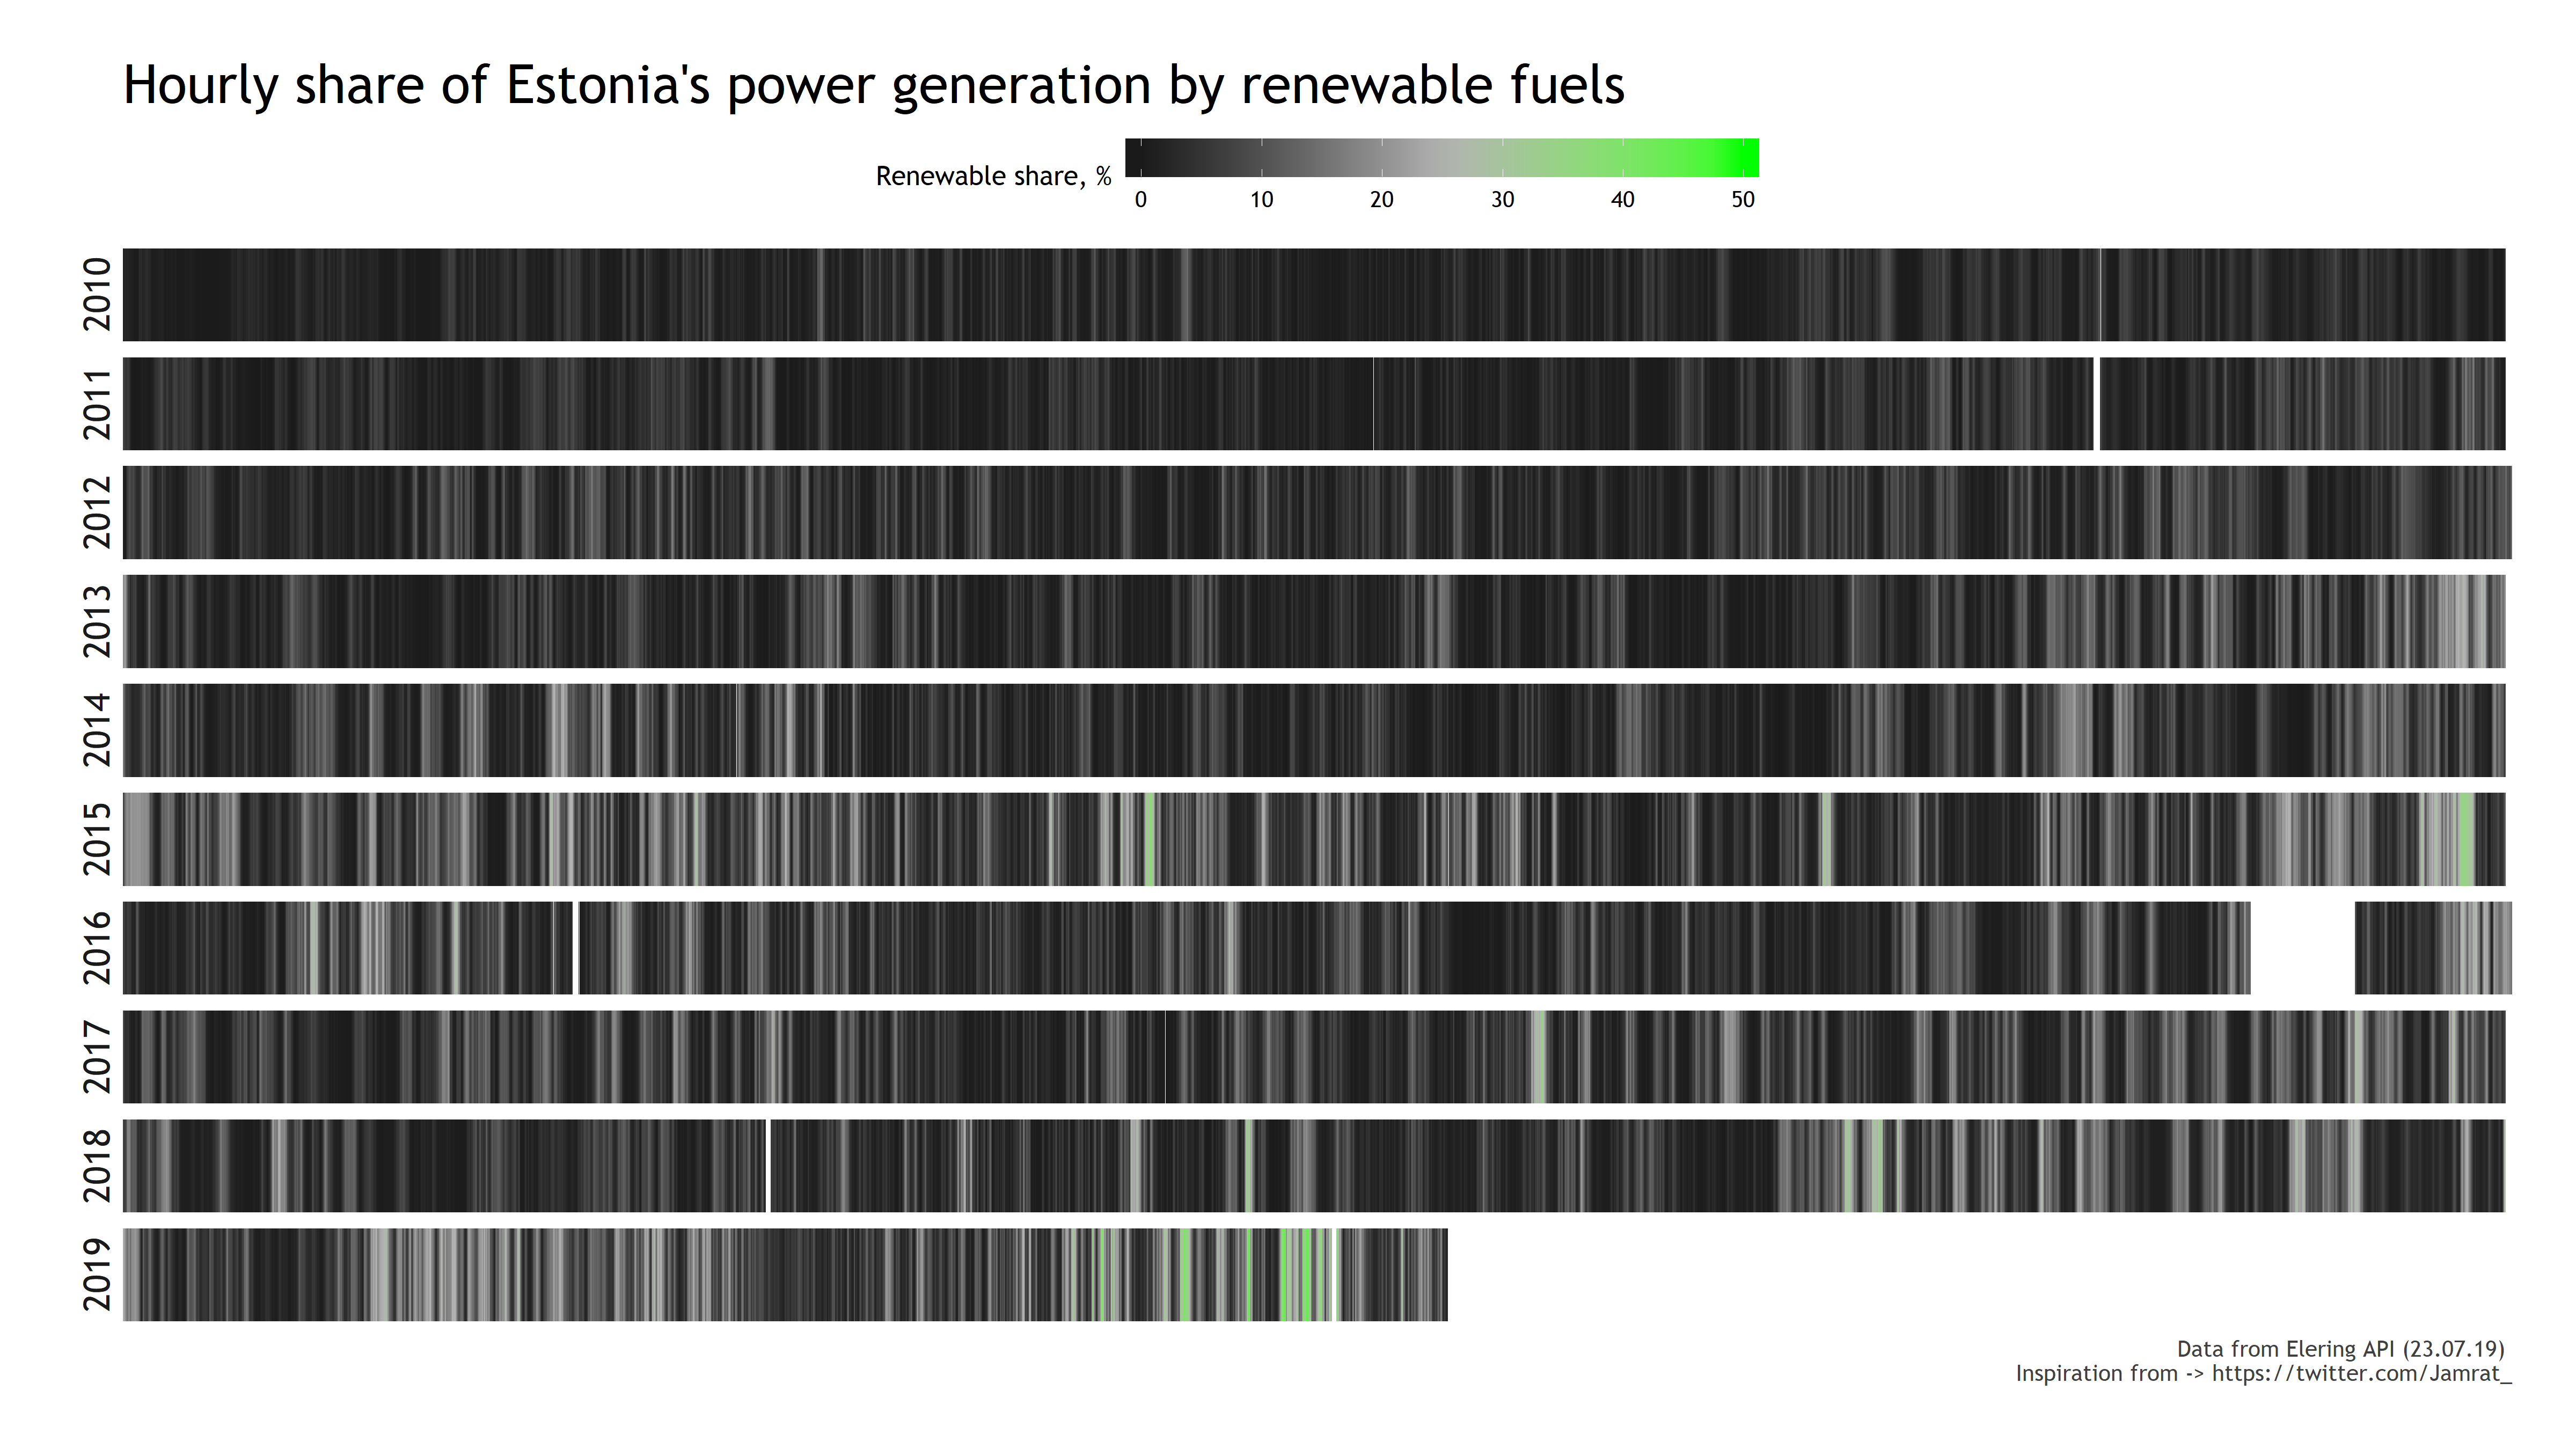 Hourly share of Estonia's power generation by renewable fuels
Renewable share, %
0 10 20 30 40 50
2010
2011
2012
2013
2014
2015
2016
2017
2018
2019
Data from Elering API (23.07.19)
Inspiration from -> https://twitter.com/Jamrat_